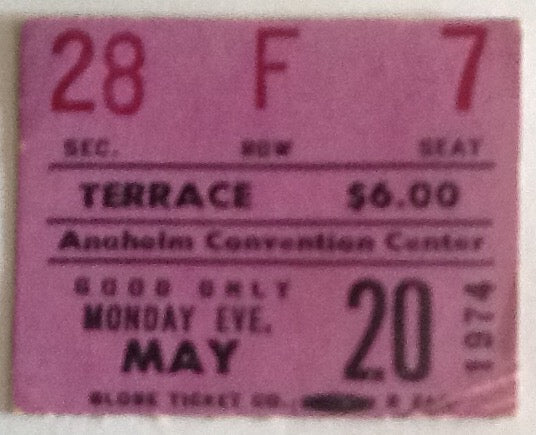 28 F 7
SEC. ROW SEAT
TERRACE $6.00
Anaheim Convention Center
GOOD ONLY
MONDAY EVE.
MAY 20 1974
GLOBE TICKET CO.,